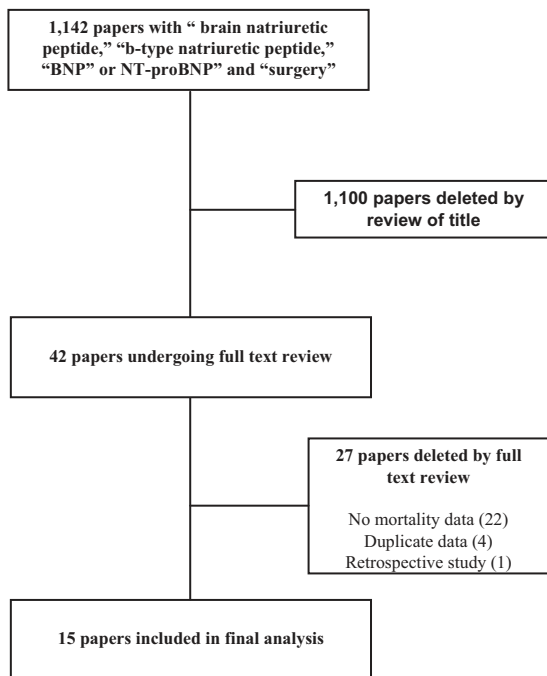 1,142 papers with “ brain natriuretic
peptide,” “b-type natriuretic peptide,”
“BNP” or NT-proBNP” and “surgery”
1,100 papers deleted by
review of title
42 papers undergoing full text review
27 papers deleted by full
text review
No mortality data (22)
Duplicate data (4)
Retrospective study (1)
15 papers included in final analysis